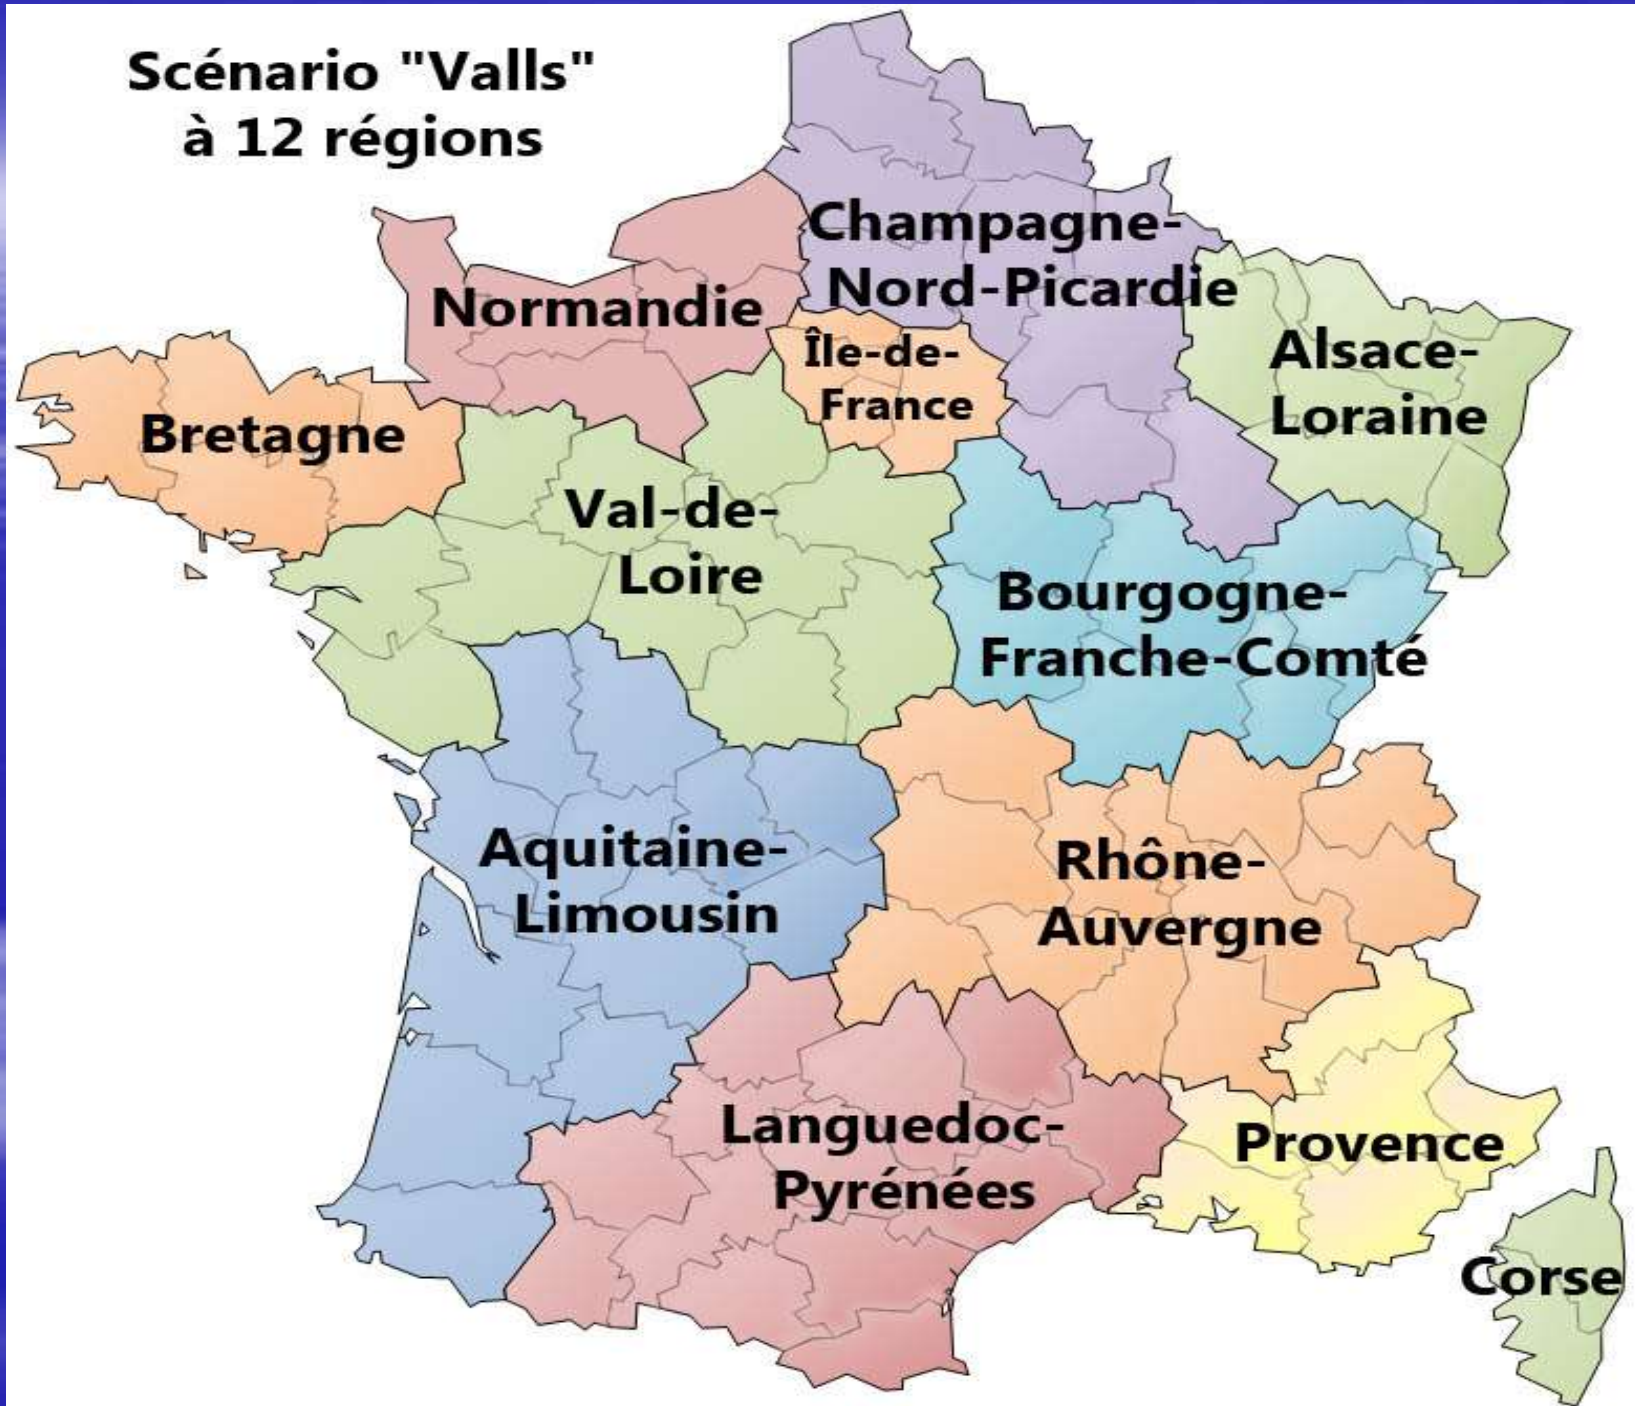 Scénario "Valls"
à 12 régions
Champagne-
Nord-Picardie
Normandie
Île-de-
France
Alsace-
Loraine
Bretagne
Val-de-
Loire
Bourgogne-
Franche-Comté
Aquitaine-
Limousin
Rhône-
Auvergne
Languedoc-
Pyrénées
Provence
Corse